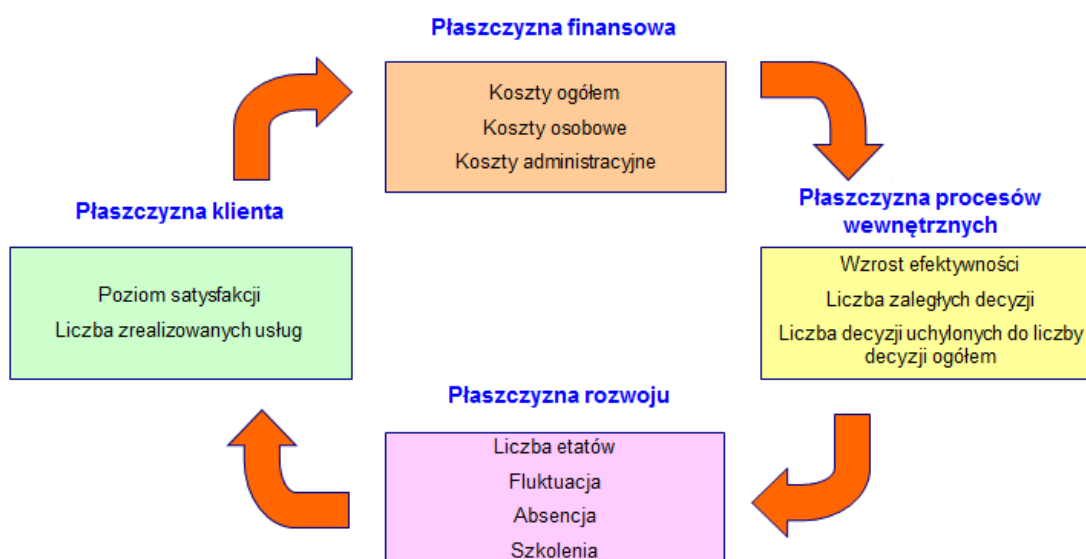 Płaszczyzna finansowa
Koszty ogółem
Koszty osobowe
Koszty administracyjne
Płaszczyzna klienta
Poziom satysfakcji
Liczba zrealizowanych usług
Płaszczyzna procesów
wewnętrznych
Wzrost efektywności
Liczba zaległych decyzji
Liczba decyzji uchylonych do liczby
decyzji ogółem
Płaszczyzna rozwoju
Liczba etatów
Fluktuacja
Absencja
Szkolenia